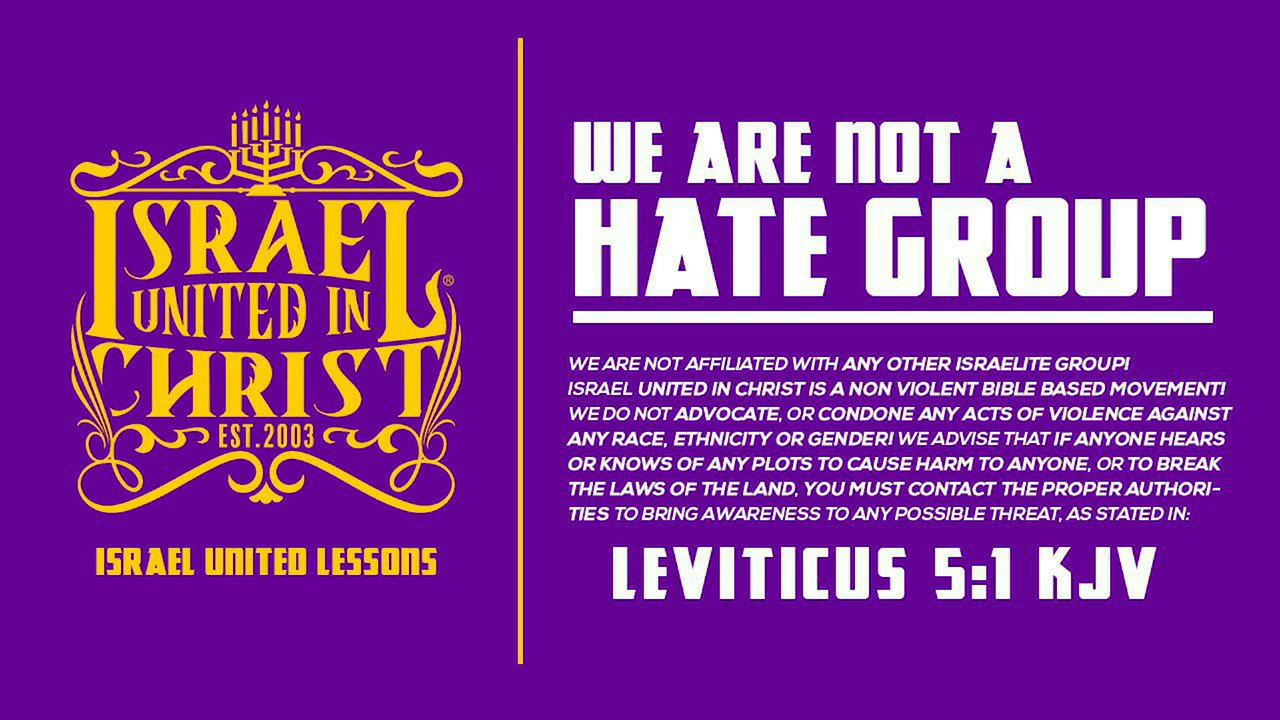 ISRAEL
UNITED IN
CHRIST®
EST.2003
ISRAEL UNITED LESSONS
WE ARE NOT A
HATE GROUP
WE ARE NOT AFFILIATED WITH ANY OTHER ISRAELITE GROUP!
ISRAEL UNITED IN CHRIST IS A NON VIOLENT BIBLE BASED MOVEMENT!
WE DO NOT ADVOCATE, OR CONDONE ANY ACTS OF VIOLENCE AGAINST
ANY RACE, ETHNICITY OR GENDER! WE ADVISE THAT IF ANYONE HEARS
OR KNOWS OF ANY PLOTS TO CAUSE HARM TO ANYONE, OR TO BREAK
THE LAWS OF THE LAND, YOU MUST CONTACT THE PROPER AUTHORI-
TIES TO BRING AWARENESS TO ANY POSSIBLE THREAT, AS STATED IN:
LEVITICUS 5:1 KJV